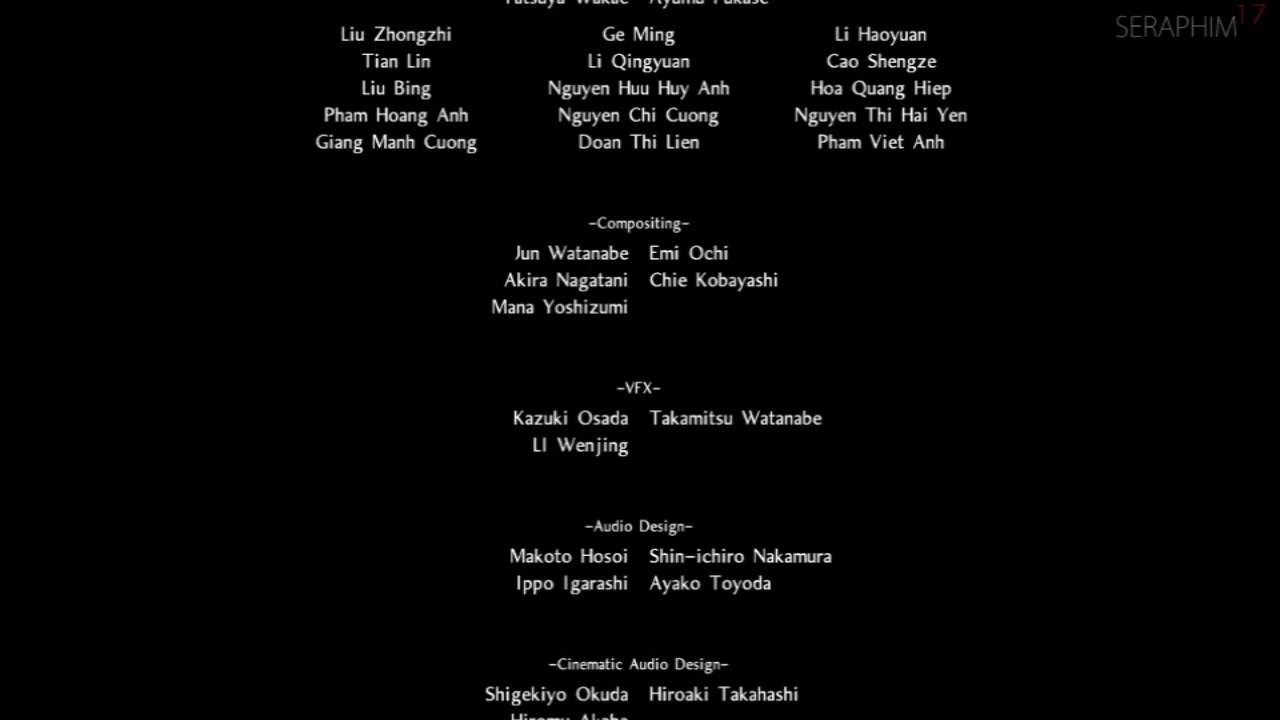 SERAPHIM17
Liu Zhongzhi Ge Ming Li Haoyuan
Tian Lin Li Qingyuan Cao Shengze
Liu Bing Nguyen Huu Huy Anh Hoa Quang Hiep
Pham Hoang Anh Nguyen Chi Cuong Nguyen Thi Hai Yen
Giang Manh Cuong Doan Thi Lien Pham Viet Anh
-Compositing-
Jun Watanabe Emi Ochi
Akira Nagatani Chie Kobayashi
Mana Yoshizumi
-VFX-
Kazuki Osada Takamitsu Watanabe
LI Wenjing
-Audio Design-
Makoto Hosoi Shin-ichiro Nakamura
Ippo Igarashi Ayako Toyoda
-Cinematic Audio Design-
Shigekiyo Okuda Hiroaki Takahashi